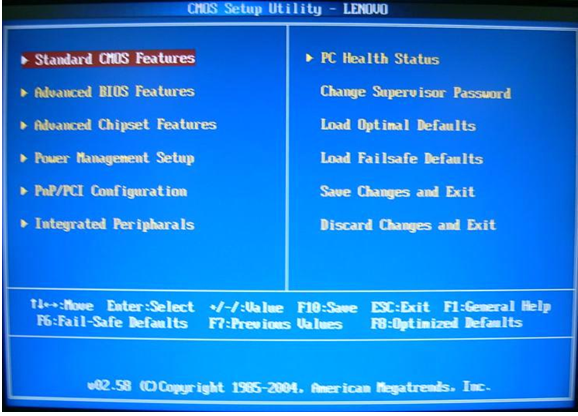 CMOS Setup Utility - LENOVO
▶ Standard CMOS Features
▶ Advanced BIOS Features
▶ Advanced Chipset Features
▶ Power Management Setup
▶ PnP/PCI Configuration
▶ Integrated Peripherals
▶ PC Health Status
Change Supervisor Password
Load Optimal Defaults
Load Failsafe Defaults
Save Changes and Exit
Discard Changes and Exit
↑↓←→:Move Enter:Select +/-/:Value F10:Save ESC:Exit F1:General Help
F6:Fail-Safe Defaults F7:Previous Values F8:Optimized Defaults
v02.58 (C)Copyright 1985-2004, American Megatrends, Inc.